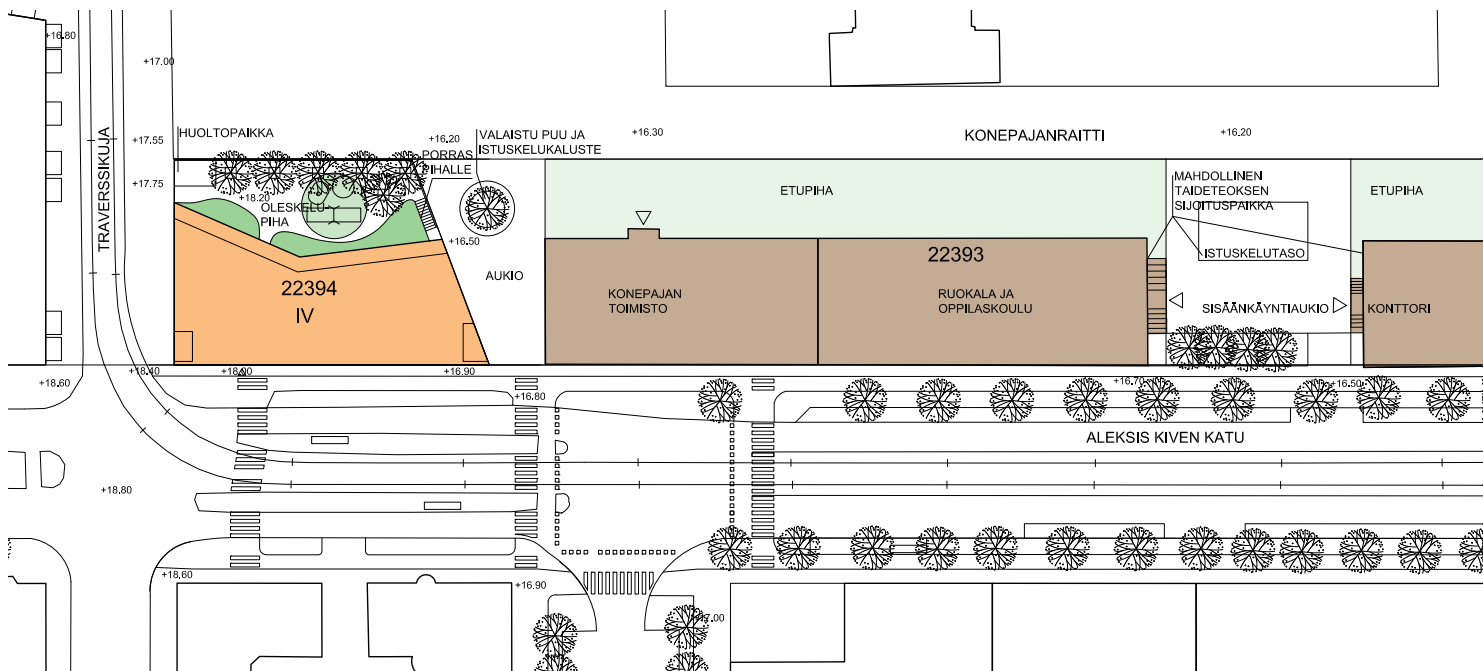 +16.80
+17.00
HUOLTOPAIKKA
+17.55
+16.20
VALAISTU PUU JA
ISTUSKELUKALUSTE
+16.30
KONEPAJANRAITTI
+16.20
TRAVERSSIKUJA
PORRAS
PIHALLE
+17.75
+18.20
OLESKELU-
PIHA
+16.50
ETUPIHA
MAHDOLLINEN
TAIDETEOKSEN
SIJOITUSPAIKKA
ETUPIHA
ISTUSKELUTASO
22393
AUKIO
22394
IV
KONEPAJAN
TOIMISTO
RUOKALA JA
OPPILASKOULU
SISÄÄNKÄYNTIAUKIO
KONTTORI
+18.60
+18.40
+18.00
+16.90
+16.80
+16.70
+16.50
ALEKSIS KIVEN KATU
+18.80
+18.60
+16.90
+17.00